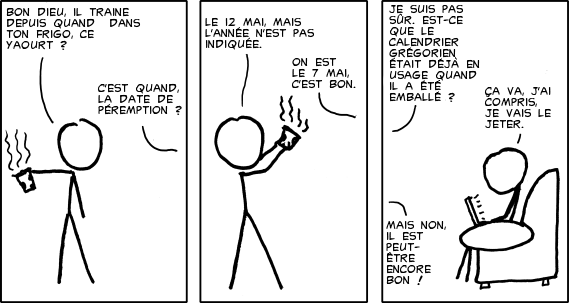 BON DIEU, IL TRAINE
DEPUIS QUAND DANS
TON FRIGO, CE
YAOURT ?
C'EST QUAND,
LA DATE DE
PÉREMPTION ?
LE 12 MAI, MAIS
L'ANNÉE N'EST PAS
INDIQUÉE.
ON EST
LE 7 MAI,
C'EST BON.
JE SUIS PAS
SÛR. EST-CE
QUE LE
CALENDRIER
GRÉGORIEN
ÉTAIT DÉJÀ EN
USAGE QUAND
IL A ÉTÉ
EMBALLÉ ?
ÇA VA, J'AI
COMPRIS,
JE VAIS LE
JETER.
MAIS NON,
IL EST
PEUT-
ÊTRE
ENCORE
BON !